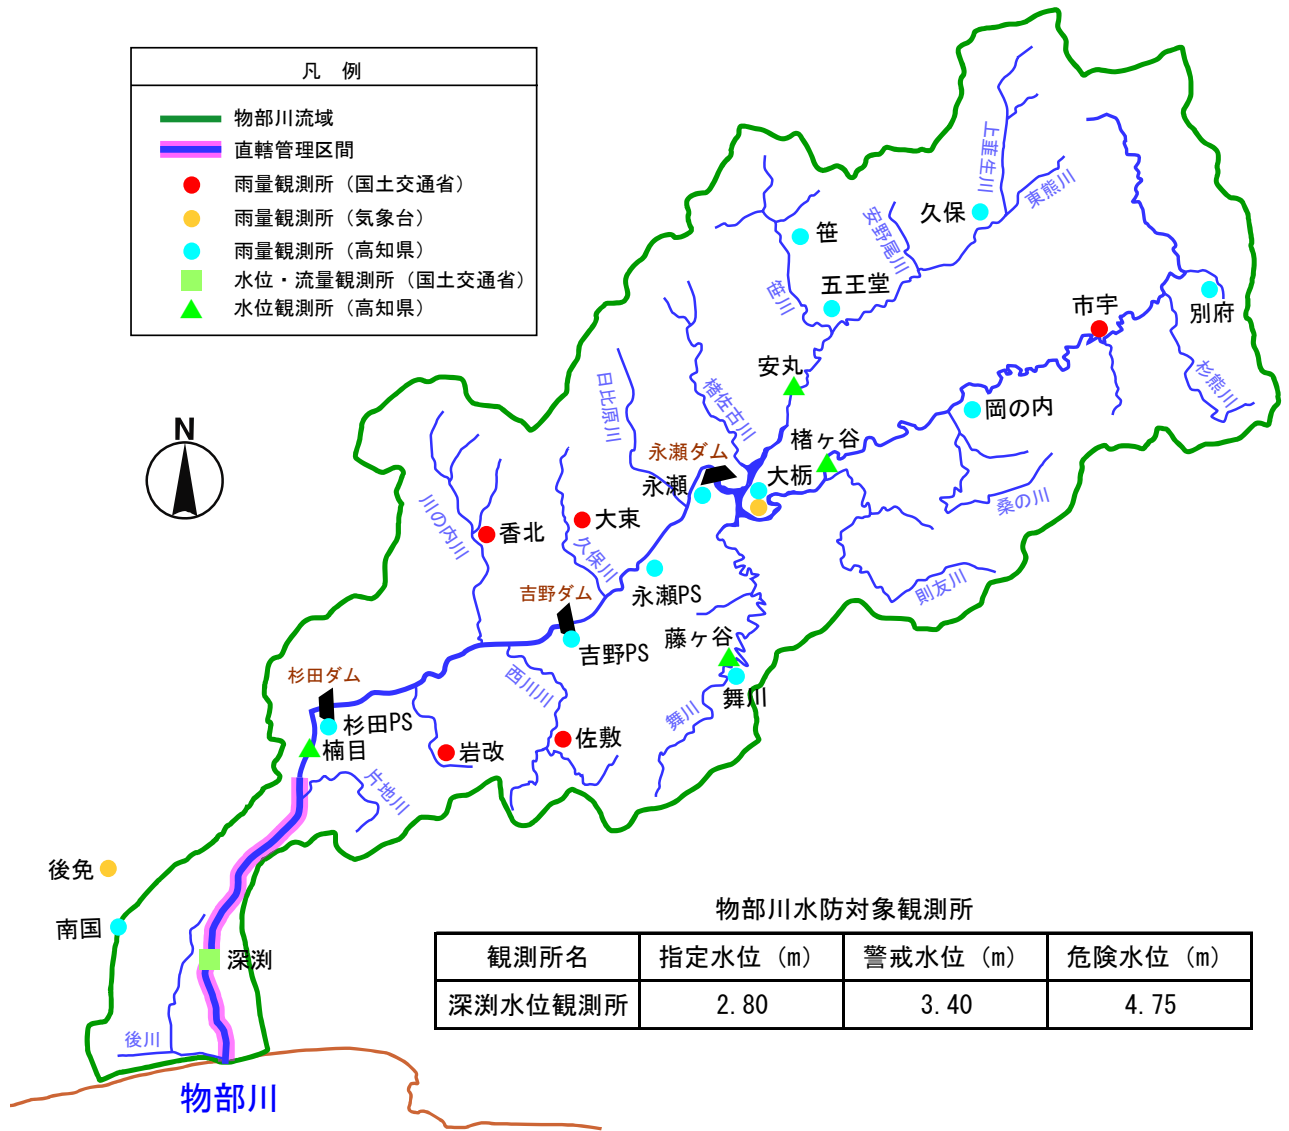 凡 例
物部川流域
直轄管理区間
雨量観測所（国土交通省）
雨量観測所（気象台）
雨量観測所（高知県）
水位・流量観測所（国土交通省）
水位観測所（高知県）
N
上韮生川
東熊川
久保
安野尾川
笹
笹川
五王堂
市宇
別府
杉熊川
安丸
楮佐古川
日比原川
岡の内
楮ヶ谷
永瀬ダム
大栃
永瀬
桑の川
川の内川
香北
大束
久保川
則友川
吉野ダム
永瀬PS
藤ヶ谷
吉野PS
舞川
舞川
西川川
杉田ダム
杉田PS
楠目
岩改
佐敷
片地川
後免
南国
深渕
後川
物部川
物部川水防対象観測所
観測所名 指定水位（m） 警戒水位（m） 危険水位（m）
深渕水位観測所 2.80 3.40 4.75